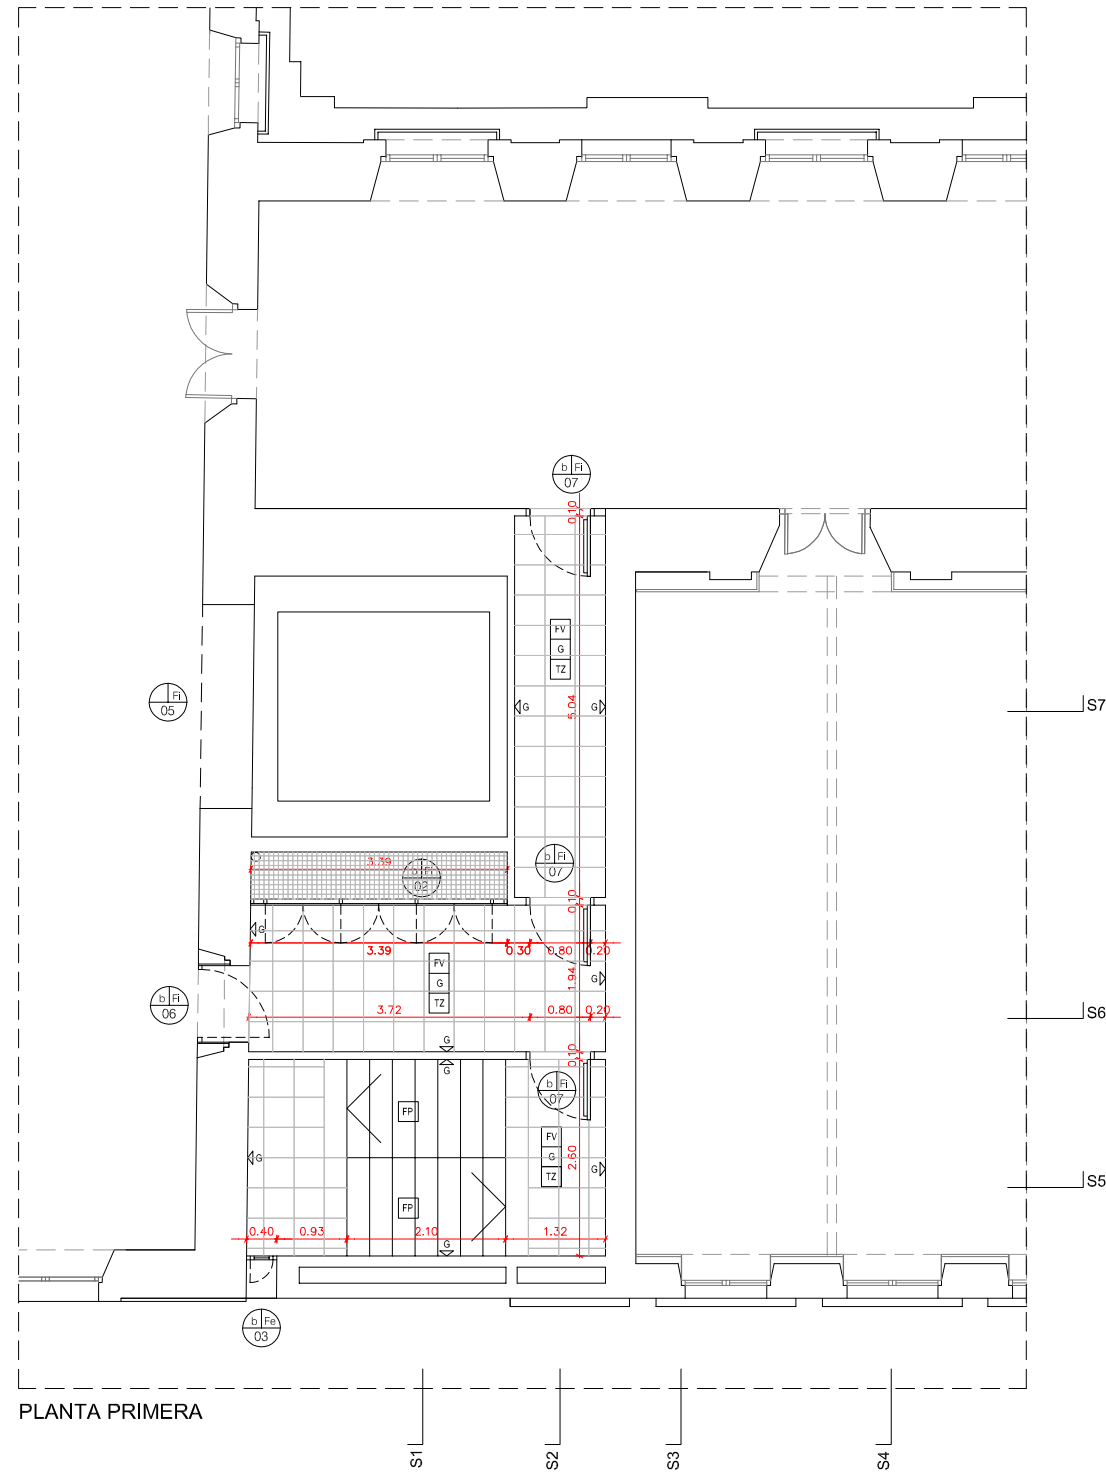 b Fi
07
0.10
FV
G
TZ
Fi
05
G
5.04
G
S7
3.39
b Fi
02
b Fi
07
0.10
G
3.39
0.30
0.80
0.20
FV
G
TZ
1.94
G
b Fi
06
3.72
0.80
0.20
S6
G
G
0.10
b Fi
07
FP
FV
G
TZ
2.60
G
G
S5
FP
0.40
0.93
2.10
1.32
G
b Fe
03
PLANTA PRIMERA
S1
S2
S3
S4